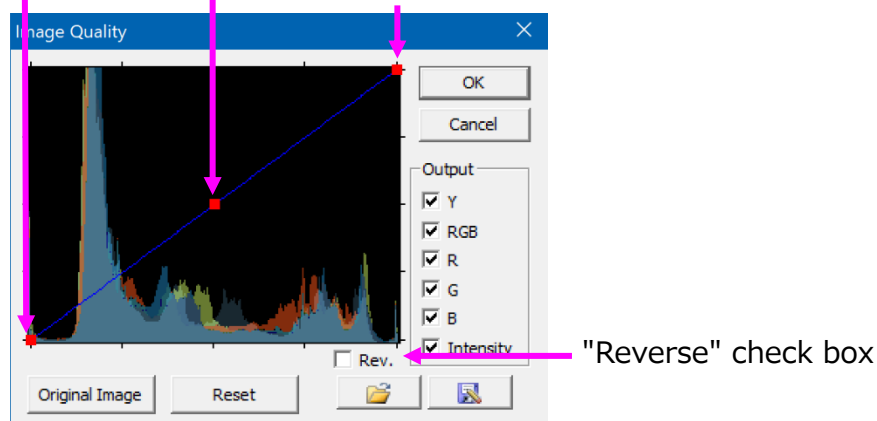 Image Quality
OK
Cancel
Output
Y
RGB
R
G
B
Intensity
Rev.
"Reverse" check box
Original Image
Reset